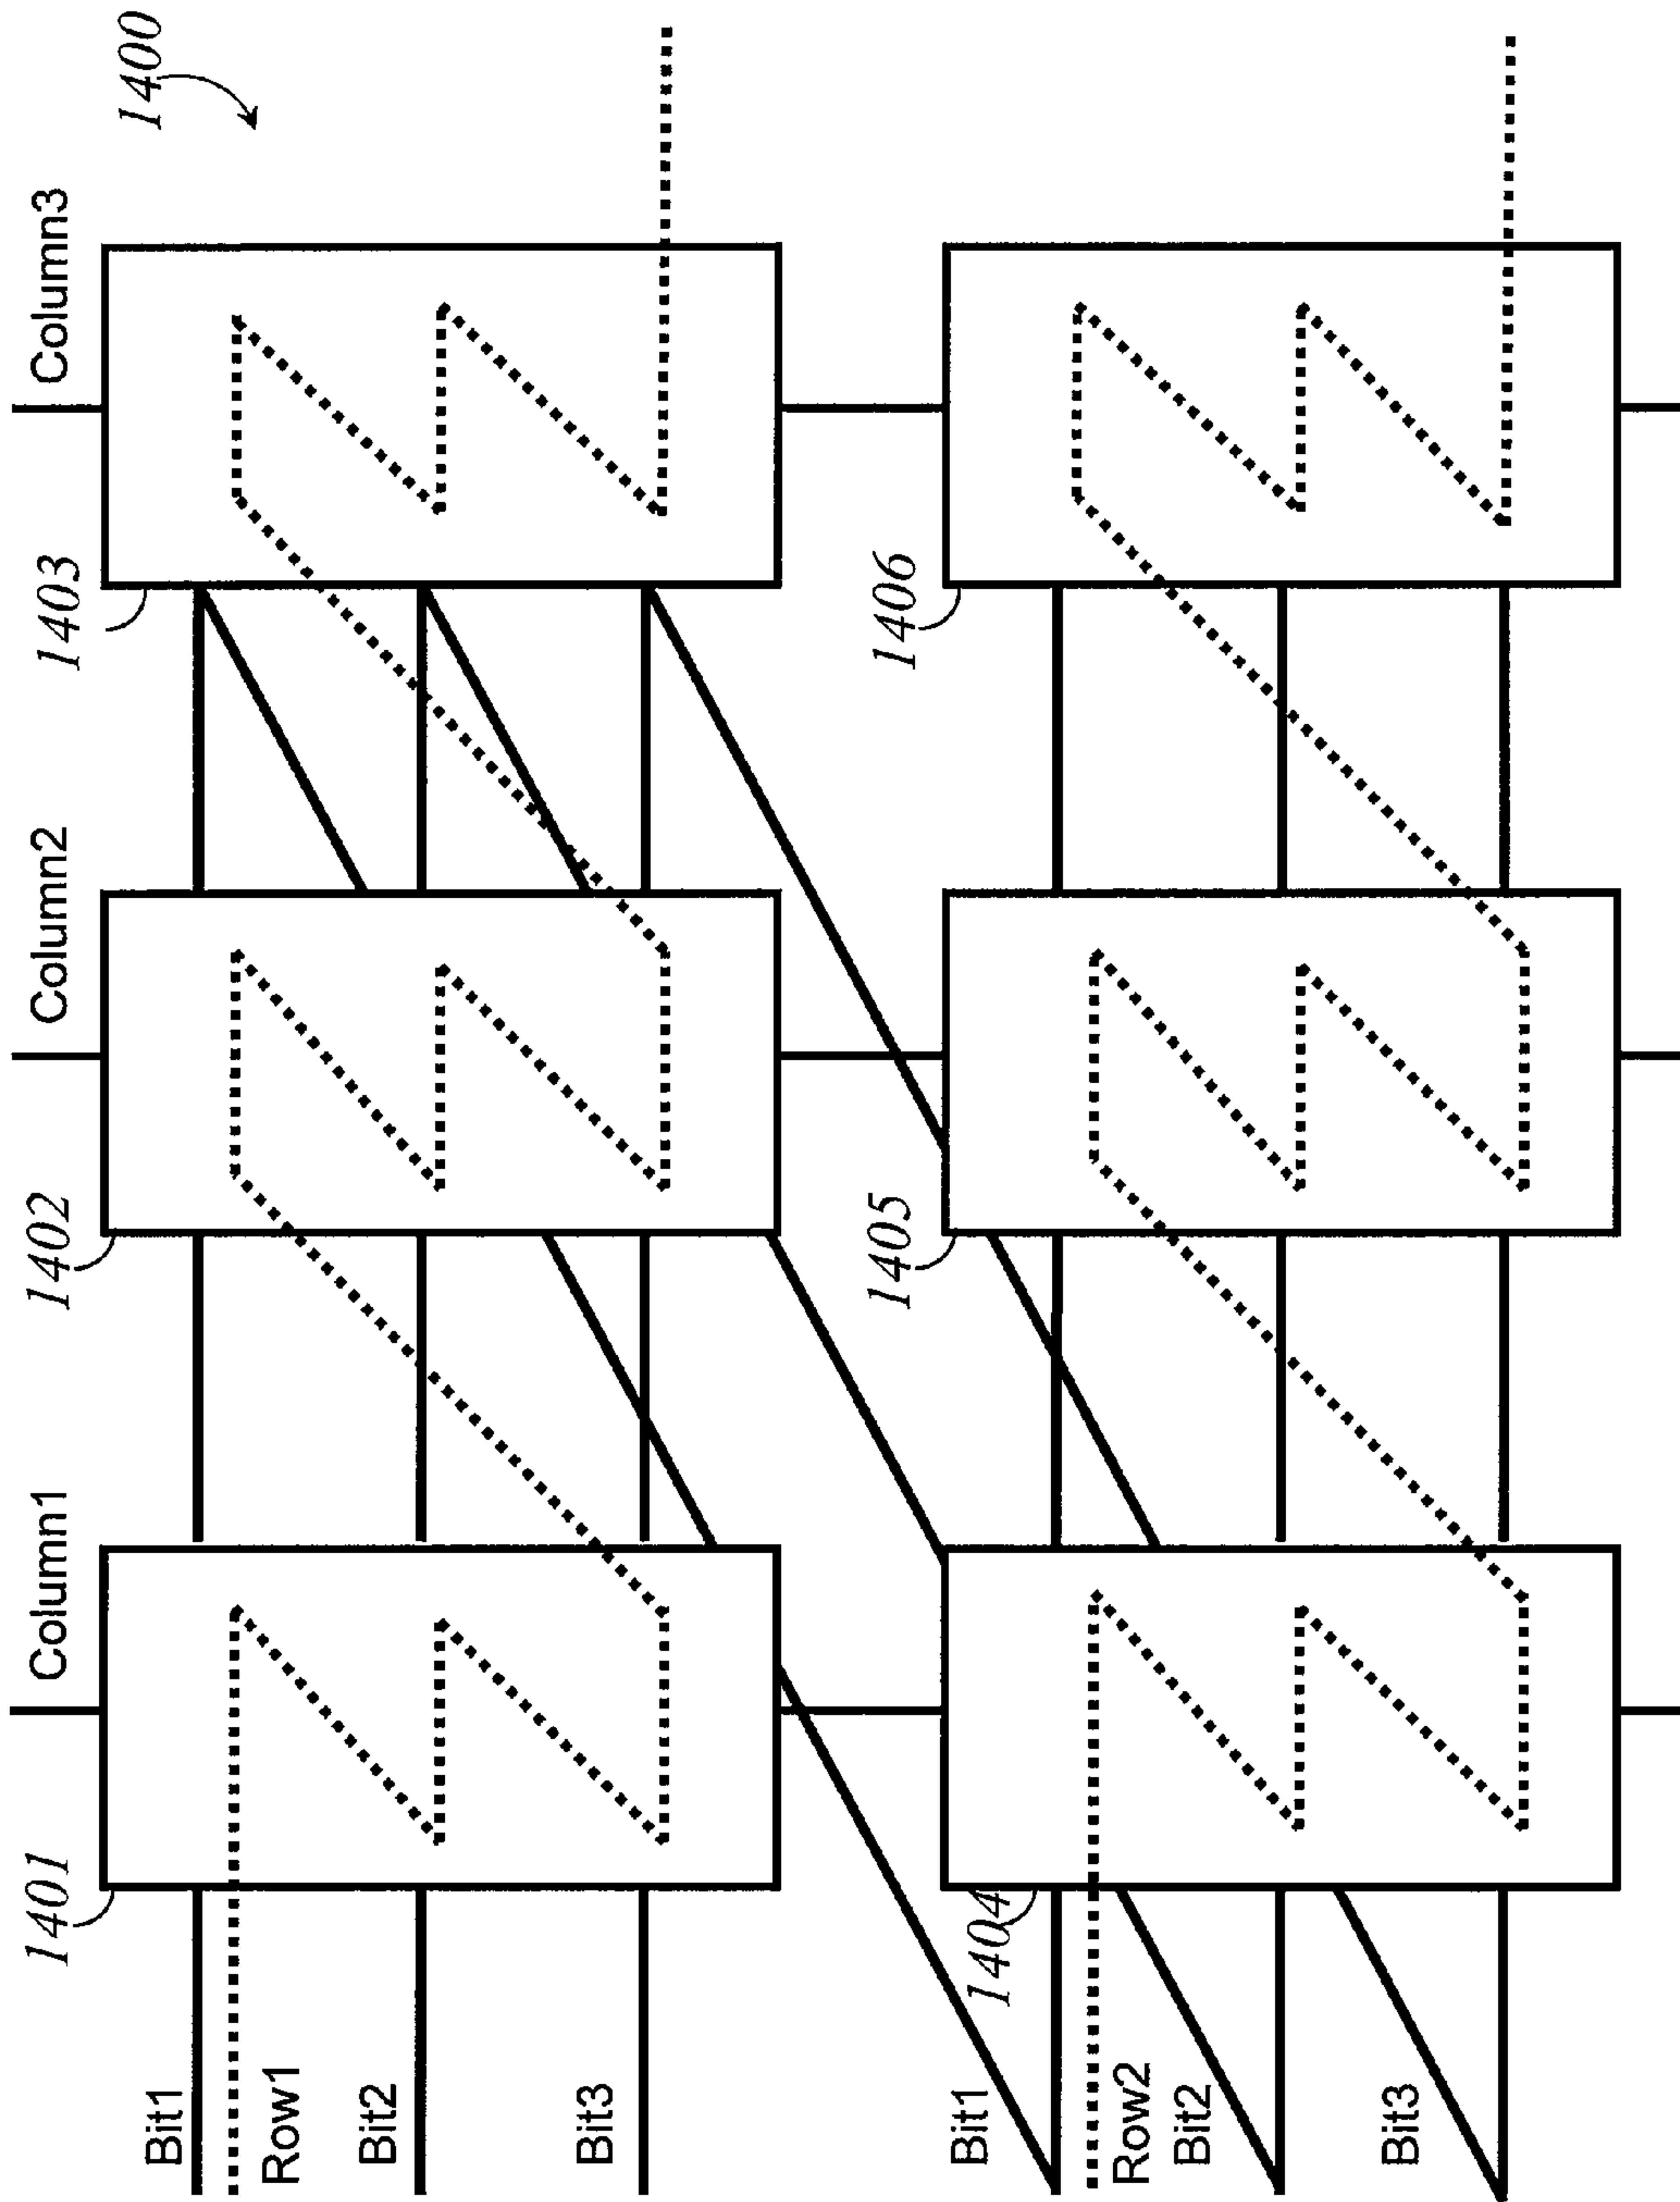 1400
Column1
Column2
Column3
1401
1402
1403
Bit1
Row1
Bit2
Bit3
1404
1405
1406
Bit1
Row2
Bit2
Bit3